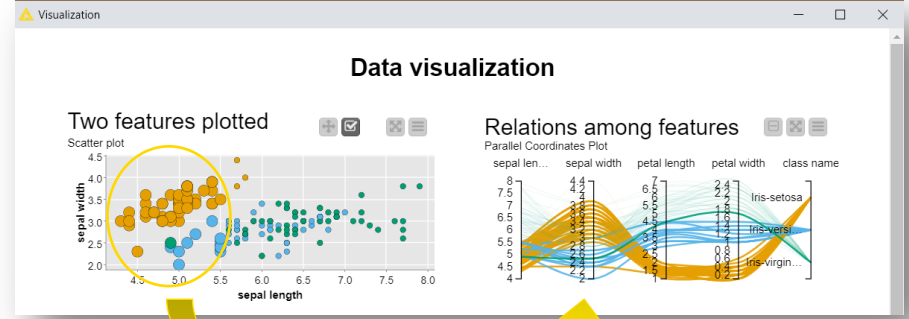 Visualization
Data visualization
Two features plotted
Scatter plot
4.5
4.0
3.5
3.0
2.5
2.0
sepal width
4.5 5.0 5.5 6.0 6.5 7.0 7.5 8.0
sepal length
Relations among features
Parallel Coordinates Plot
sepal len... sepal width petal length petal width class name
8
7.5
7
6.5
6
5.5
5
4.5
4
4.4
4.2
4
2.2
2
7
1
2.4
2.2
2
Iris-setosa
Iris-versi
Iris-virgin...